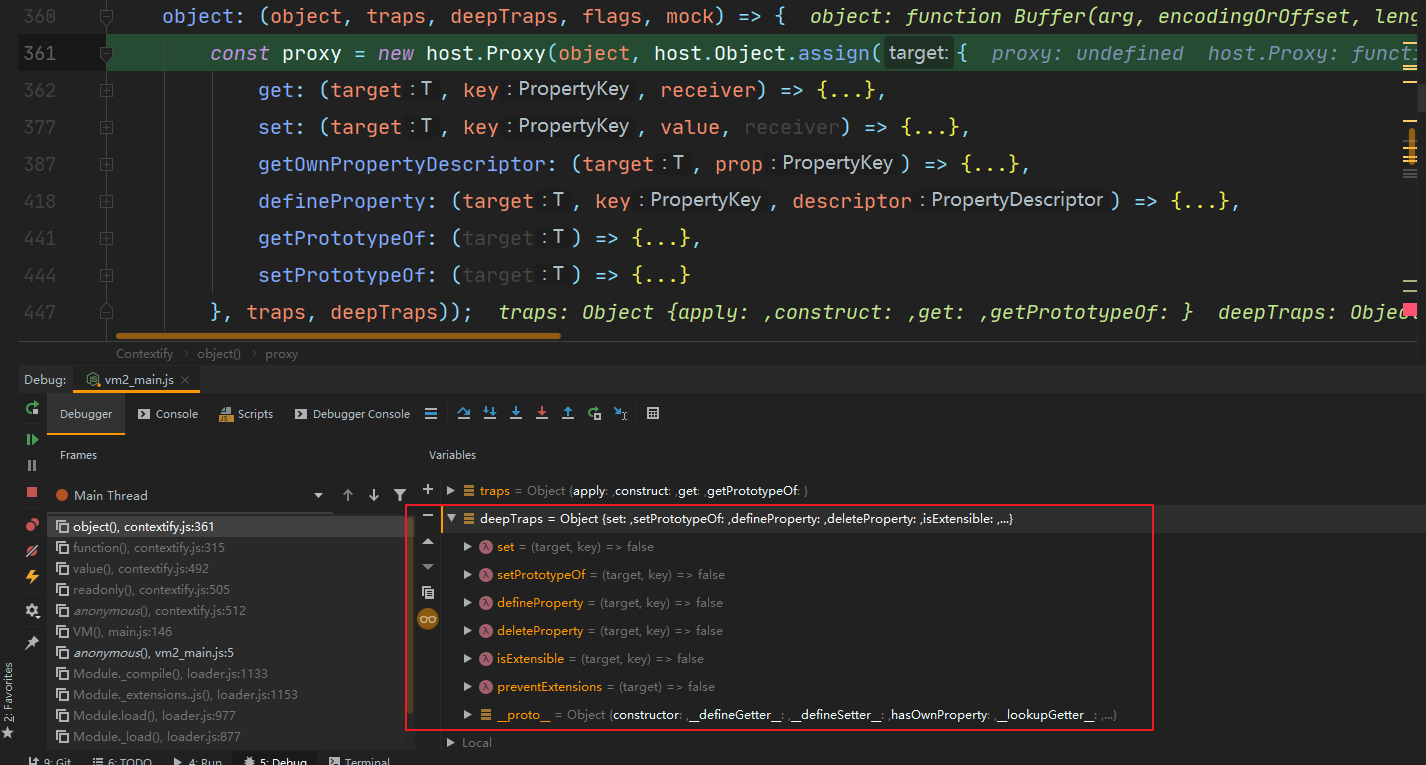 360 object: (object, traps, deepTraps, flags, mock) => { object: function Buffer(arg, encodingOrOffset, leng
361 const proxy = new host.Proxy(object, host.Object.assign( target: { proxy: undefined host.Proxy: functi
362 get: (target : T , key : PropertyKey , receiver) => {...},
377 set: (target : T , key : PropertyKey , value, receiver) => {...},
387 getOwnPropertyDescriptor: (target : T , prop : PropertyKey ) => {...},
418 defineProperty: (target : T , key : PropertyKey , descriptor : PropertyDescriptor ) => {...},
441 getPrototypeOf: (target : T ) => {...},
444 setPrototypeOf: (target : T ) => {...}
447 }, traps, deepTraps)); traps: Object {apply: ,construct: ,get: ,getPrototypeOf: } deepTraps: Object
Contextify › object() › proxy
Debug: vm2_main.js ×
Debugger Console Scripts Debugger Console
Frames Variables
Main Thread
object(), contextify.js:361
function(), contextify.js:315
value(), contextify.js:492
readonly(), contextify.js:505
anonymous(), contextify.js:512
VM(), main.js:146
anonymous(), vm2_main.js:5
Module._compile(), loader.js:1133
Module._extensions..js(), loader.js:1153
Module.load(), loader.js:977
Module._load(), loader.js:877
traps = Object {apply: ,construct: ,get: ,getPrototypeOf: }
deepTraps = Object {set: ,setPrototypeOf: ,defineProperty: ,deleteProperty: ,isExtensible: ,...}
set = (target, key) => false
setPrototypeOf = (target, key) => false
defineProperty = (target, key) => false
deleteProperty = (target, key) => false
isExtensible = (target, key) => false
preventExtensions = (target) => false
__proto__ = Object {constructor: ,__defineGetter__: ,__defineSetter__: ,hasOwnProperty: ,__lookupGetter__: ,...}
Local
2: Favorites
9: Git 6: TODO 4: Run 5: Debug Terminal